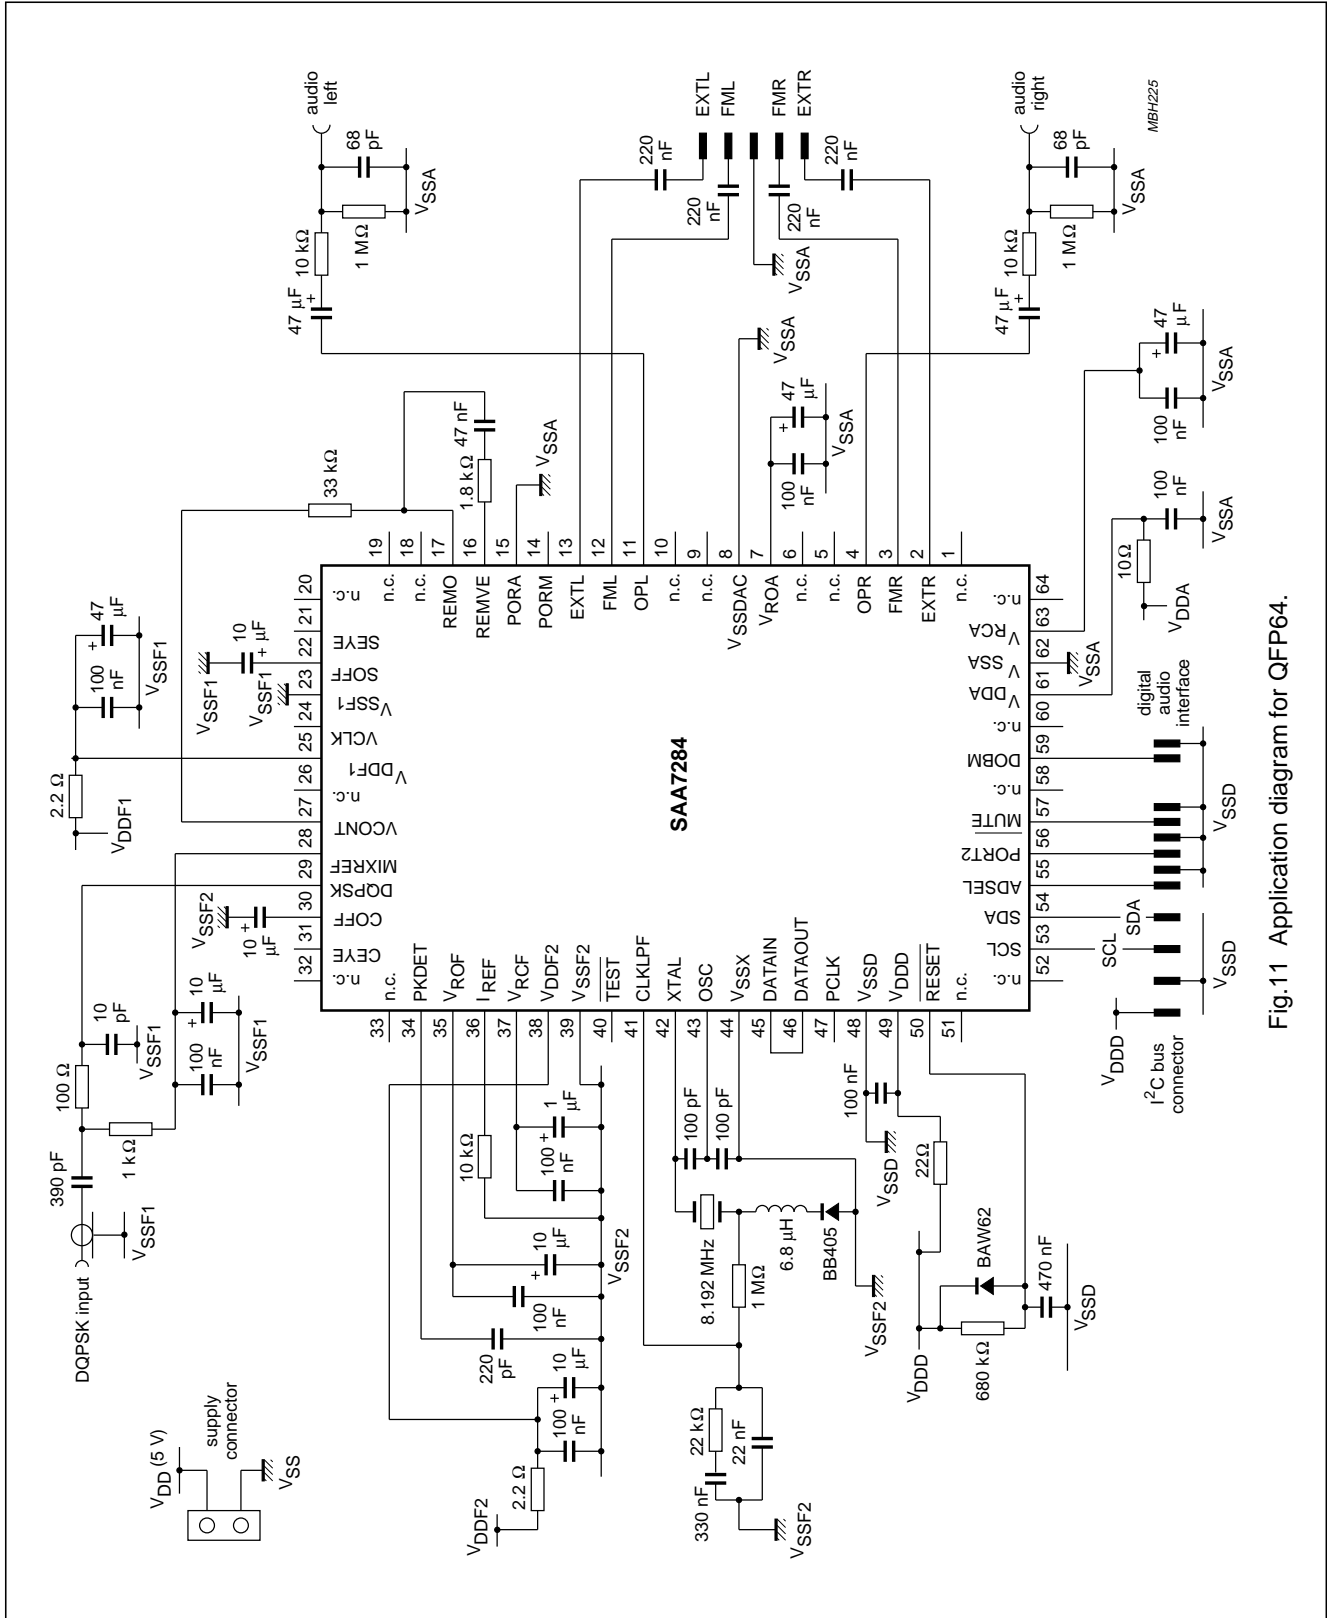 audio
left
68
pF
VSSA
10 kΩ
1 MΩ
47 µF
+
EXTL
FML
FMR
EXTR
220
nF
220
nF
220
nF
220
nF
VSSA
VSSA
audio
right
68
pF
VSSA
10 kΩ
1 MΩ
47 µF
+
MBH225
33 kΩ
47 nF
1.8 kΩ
VSSA
47
µF
+
100
nF
VSSA
47
µF
+
100
nF
VSSA
100
nF
10Ω
VSSA
VDDA
19 n.c.
18 n.c.
17 REMO
16 REMVE
15 PORA
14 PORM
13 EXTL
12 FML
11 OPL
10 n.c.
9 n.c.
8 VSSDAC
7 VROA
6 n.c.
5 n.c.
4 OPR
3 FMR
2 EXTR
1 n.c.
20 n.c.
21 SEYE
22 SOFF
23 VSSF1
24 VCLK
25 VDDF1
26 n.c.
27 VCONT
28 MIXREF
29 DQPSK
30 COFF
31 CEYE
32 n.c.
SAA7284
64 n.c.
63 VRCA
62 VSSA
61 VDDA
60 n.c.
59 DOBM
58 n.c.
57 MUTE
56 PORT2
55 ADSEL
54 SDA
53 SCL
52 n.c.
33 n.c.
34 PKDET
35 VROF
36 IREF
37 VRCF
38 VDDF2
39 VSSF2
40 TEST
41 CLKLPF
42 XTAL
43 OSC
44 VSSX
45 DATAIN
46 DATAOUT
47 PCLK
48 VSSD
49 VDDD
50 RESET
51 n.c.
47
µF
+
100
nF
VSSF1
2.2 Ω
VDDF1
VSSF1
10
µF
+
VSSF1
VSSF2
10
µF
+
10
pF
VSSF1
100 Ω
10
µF
+
100
nF
VSSF1
1 kΩ
390 pF
VSSF1
DQPSK input
VDD (5 V)
supply
connector
VSS
digital
audio
interface
VSSD
SDA
SCL
VSSD
VDDD
I2C bus
connector
10 kΩ
1
µF
+
100
nF
10
µF
+
100
nF
VSSF2
220
pF
10
µF
+
100
nF
2.2 Ω
VDDF2
100 pF
100 pF
8.192 MHz
6.8 µH
BB405
VSSF2
1 MΩ
22 kΩ
22 nF
330 nF
VSSF2
100 nF
VSSD
22Ω
VDDD
BAW62
680 kΩ
470 nF
VSSD
Fig.11 Application diagram for QFP64.